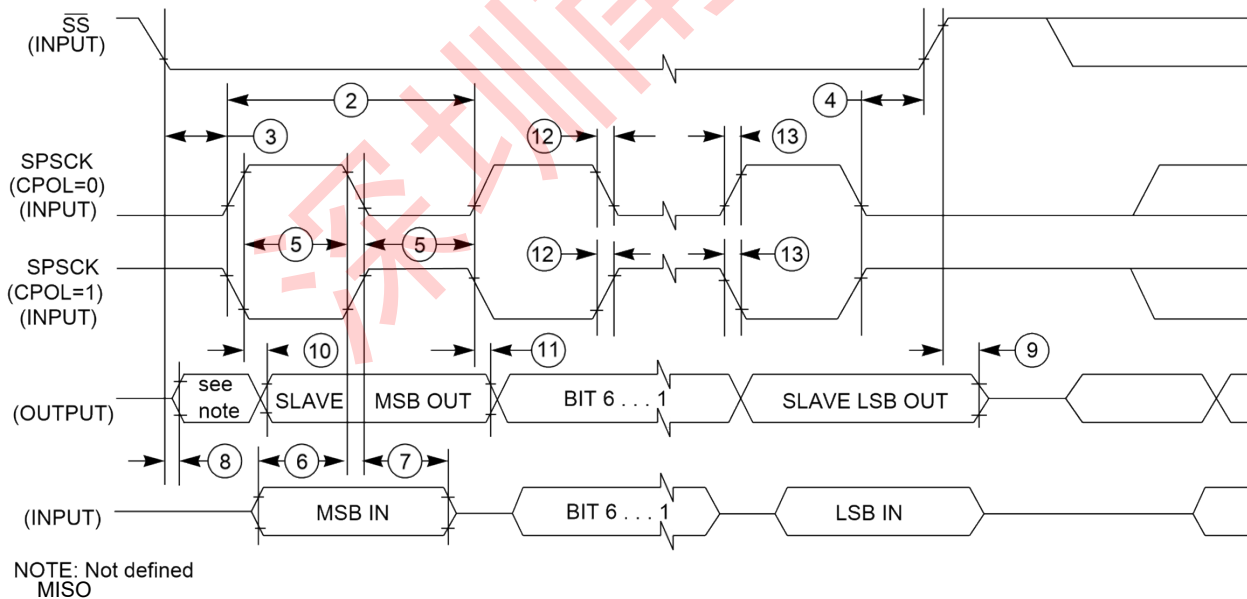 SS
(INPUT)
2
4
3
12
13
SPSCK
(CPOL=0)
(INPUT)
5
5
12
13
SPSCK
(CPOL=1)
(INPUT)
10
11
9
see
note
SLAVE
MSB OUT
BIT 6 . . . 1
SLAVE LSB OUT
(OUTPUT)
8
6
7
(INPUT)
MSB IN
BIT 6 . . . 1
LSB IN
NOTE: Not defined
MISO
深圳